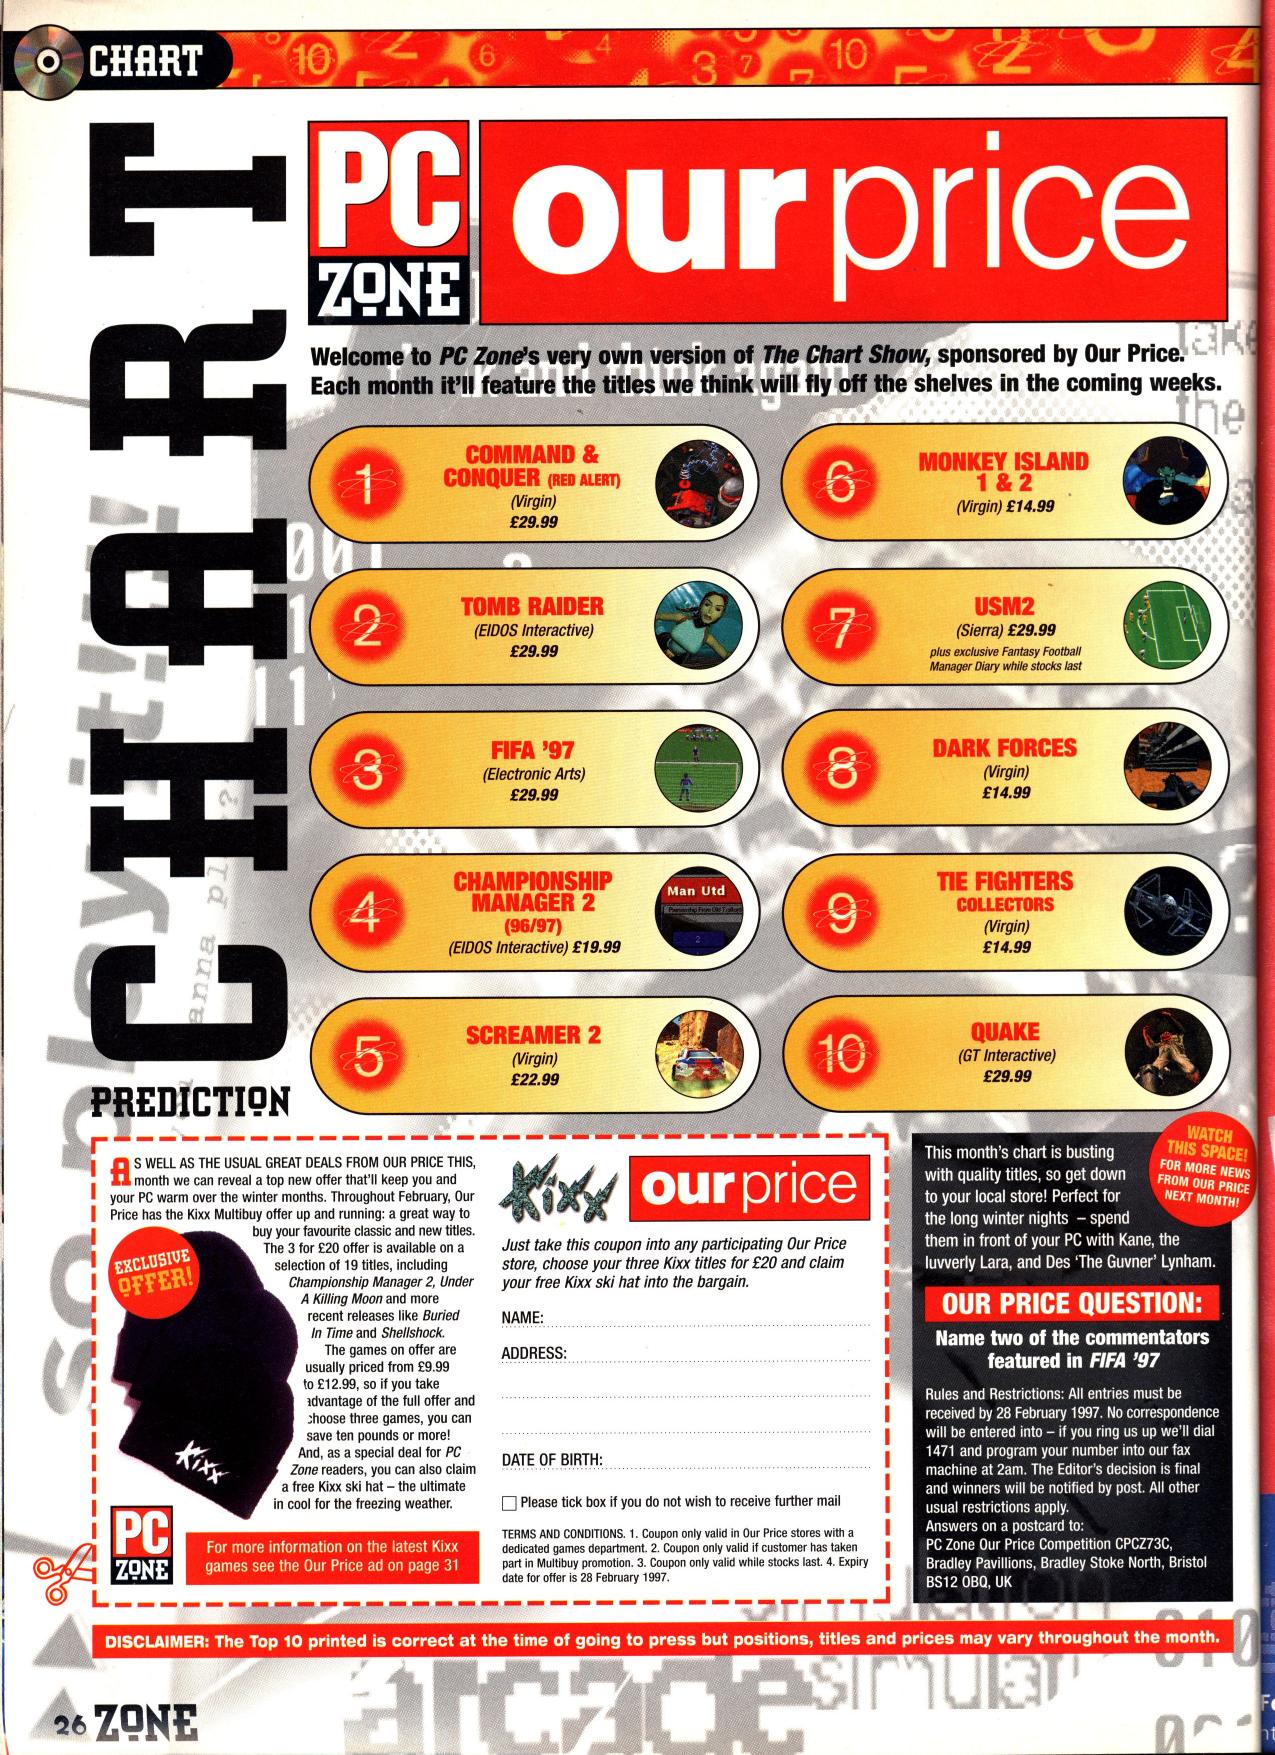 CHART
CHART
PREDICTION
PC
ZONE
our price
Welcome to PC Zone's very own version of The Chart Show, sponsored by Our Price.
Each month it'll feature the titles we think will fly off the shelves in the coming weeks.
1
COMMAND &
CONQUER (RED ALERT)
(Virgin)
£29.99
2
TOMB RAIDER
(EIDOS Interactive)
£29.99
3
FIFA '97
(Electronic Arts)
£29.99
4
CHAMPIONSHIP
MANAGER 2
(96/97)
(EIDOS Interactive) £19.99
Man Utd
5
SCREAMER 2
(Virgin)
£22.99
6
MONKEY ISLAND
1 & 2
(Virgin) £14.99
7
USM2
(Sierra) £29.99
plus exclusive Fantasy Football
Manager Diary while stocks last
8
DARK FORCES
(Virgin)
£14.99
9
TIE FIGHTERS
COLLECTORS
(Virgin)
£14.99
10
QUAKE
(GT Interactive)
£29.99
AS WELL AS THE USUAL GREAT DEALS FROM OUR PRICE THIS,
month we can reveal a top new offer that'll keep you and
your PC warm over the winter months. Throughout February, Our
Price has the Kixx Multibuy offer up and running: a great way to
buy your favourite classic and new titles.
The 3 for £20 offer is available on a
selection of 19 titles, including
Championship Manager 2, Under
A Killing Moon and more
recent releases like Buried
In Time and Shellshock.
The games on offer are
usually priced from £9.99
to £12.99, so if you take
advantage of the full offer and
choose three games, you can
save ten pounds or more!
And, as a special deal for PC
Zone readers, you can also claim
a free Kixx ski hat – the ultimate
in cool for the freezing weather.
EXCLUSIVE
OFFER!
Kixx
PC
ZONE
For more information on the latest Kixx
games see the Our Price ad on page 31
Kixx
our price
Just take this coupon into any participating Our Price
store, choose your three Kixx titles for £20 and claim
your free Kixx ski hat into the bargain.
NAME:
ADDRESS:
DATE OF BIRTH:
Please tick box if you do not wish to receive further mail
TERMS AND CONDITIONS. 1. Coupon only valid in Our Price stores with a
dedicated games department. 2. Coupon only valid if customer has taken
part in Multibuy promotion. 3. Coupon only valid while stocks last. 4. Expiry
date for offer is 28 February 1997.
This month's chart is busting
with quality titles, so get down
to your local store! Perfect for
the long winter nights – spend
them in front of your PC with Kane, the
luvverly Lara, and Des 'The Guvner' Lynham.
WATCH
THIS SPACE!
FOR MORE NEWS
FROM OUR PRICE
NEXT MONTH!
OUR PRICE QUESTION:
Name two of the commentators
featured in FIFA '97
Rules and Restrictions: All entries must be
received by 28 February 1997. No correspondence
will be entered into – if you ring us up we'll dial
1471 and program your number into our fax
machine at 2am. The Editor's decision is final
and winners will be notified by post. All other
usual restrictions apply.
Answers on a postcard to:
PC Zone Our Price Competition CPCZ73C,
Bradley Pavillions, Bradley Stoke North, Bristol
BS12 0BQ, UK
DISCLAIMER: The Top 10 printed is correct at the time of going to press but positions, titles and prices may vary throughout the month.
26 ZONE